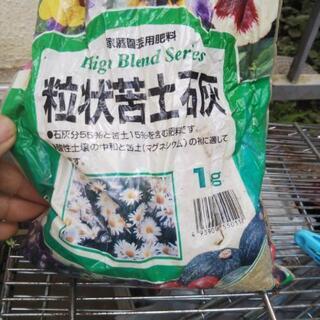 家庭園芸用肥料
High Blend Series
粒状苦土石灰
●石灰分55%と苦土15%を含む肥料です。
酸性土壌の中和と苦土(マグネシウム)の補給に適して
す。
1g